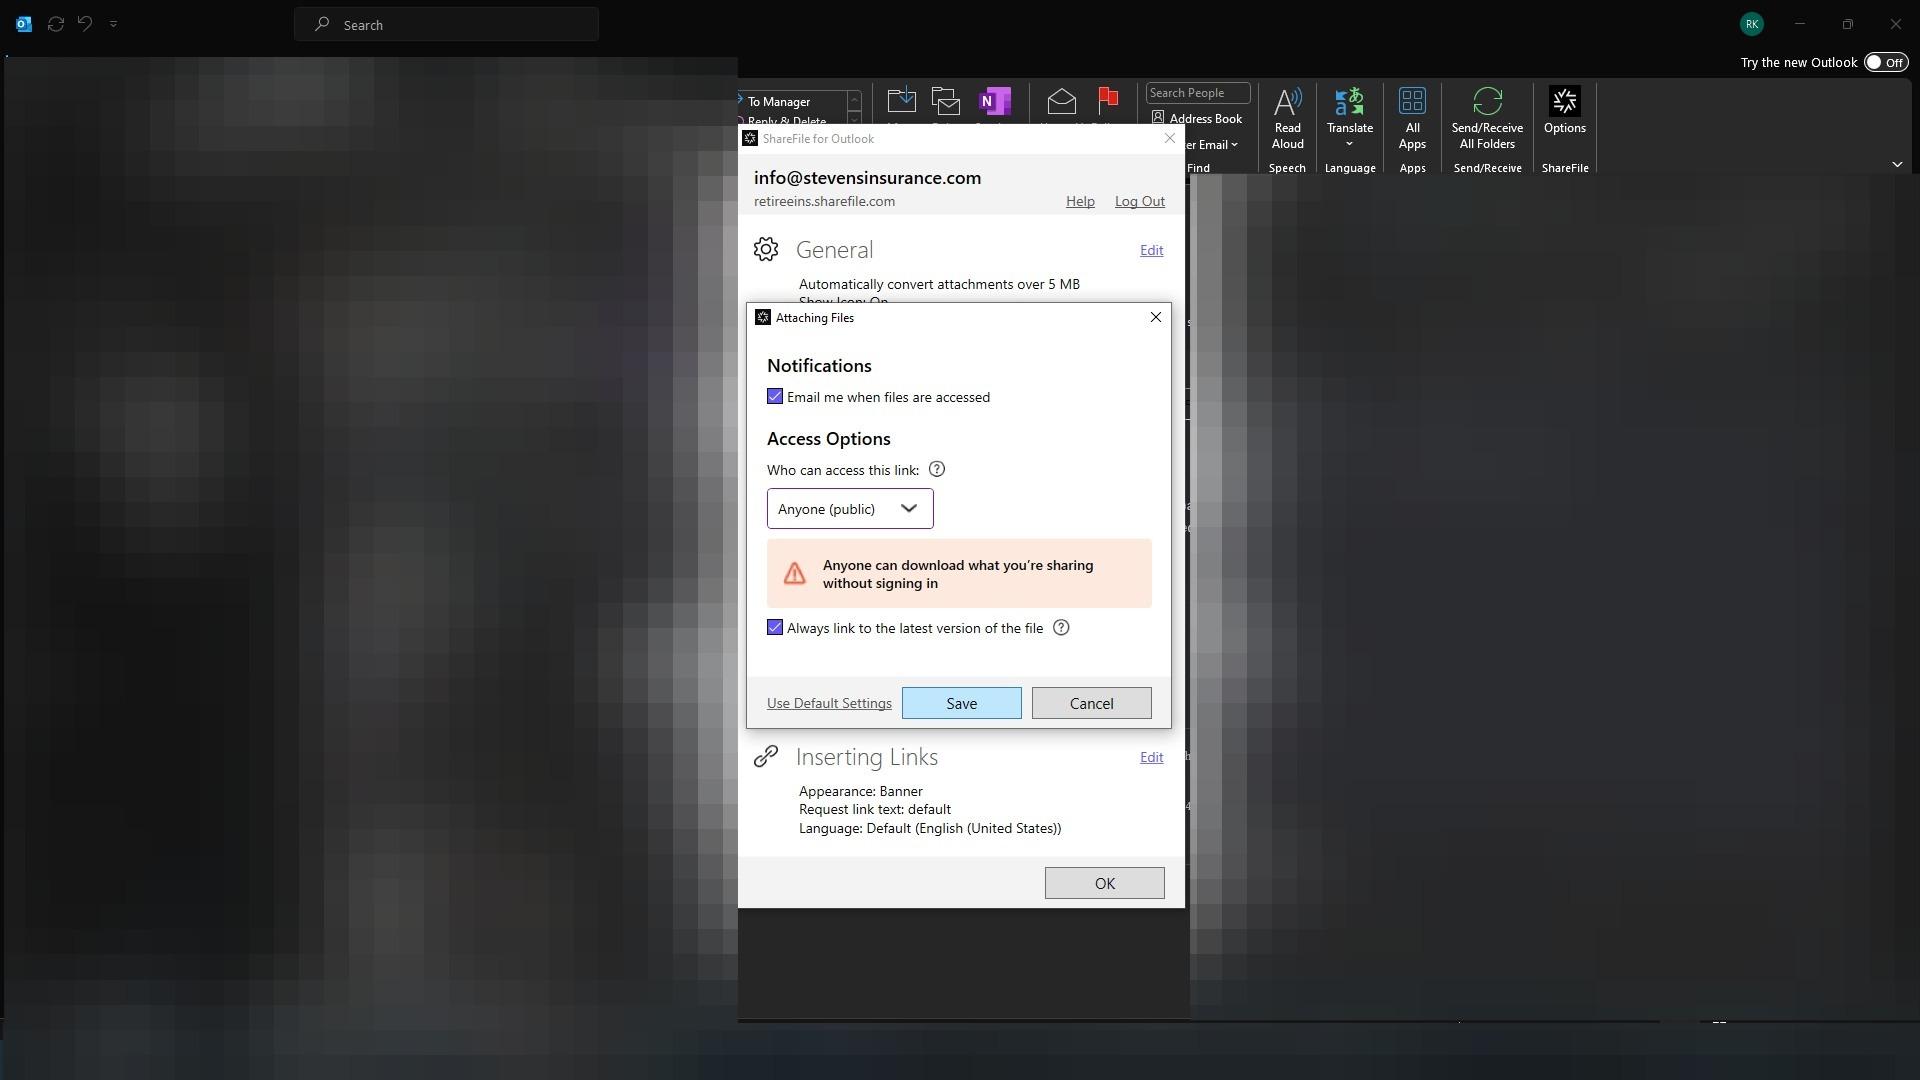 Search
RK
Try the new Outlook
Off
To Manager
Reply & Delete
N
Search People
Address Book
er Email
Find
Read
Aloud
Speech
Translate
Language
All
Apps
Apps
Send/Receive
All Folders
Send/Receive
Options
ShareFile
ShareFile for Outlook
info@stevensinsurance.com
retireeins.sharefile.com
Help
Log Out
General
Edit
Automatically convert attachments over 5 MB
Show Icon: On
Attaching Files
Notifications
Email me when files are accessed
Access Options
Who can access this link:
Anyone (public)
Anyone can download what you're sharing
without signing in
Always link to the latest version of the file
Use Default Settings
Save
Cancel
Inserting Links
Edit
Appearance: Banner
Request link text: default
Language: Default (English (United States))
OK